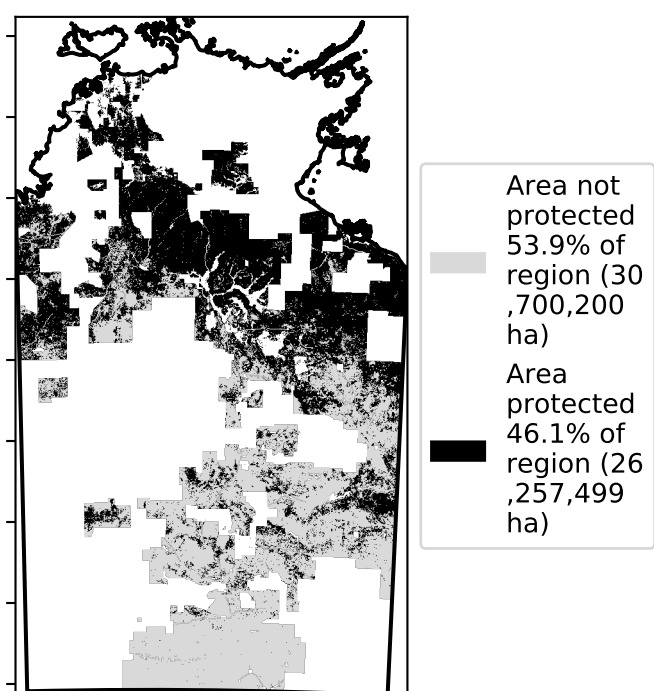 Area not
protected
53.9% of
region (30
,700,200
ha)
Area
protected
46.1% of
region (26
,257,499
ha)